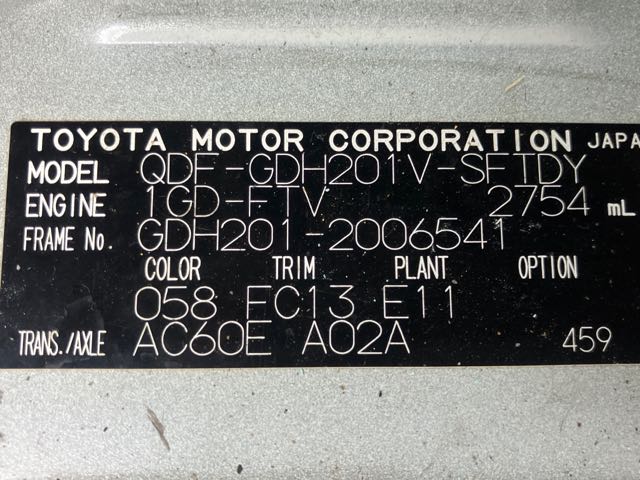 TOYOTA MOTOR CORPORATION JAPA
MODEL QDF-GDH201V-SFTDY
ENGINE 1GD-FTV 2754 mL
FRAME No. GDH201-2006541
COLOR TRIM PLANT OPTION
058 FC13 E11
TRANS./AXLE AC60E A02A 459